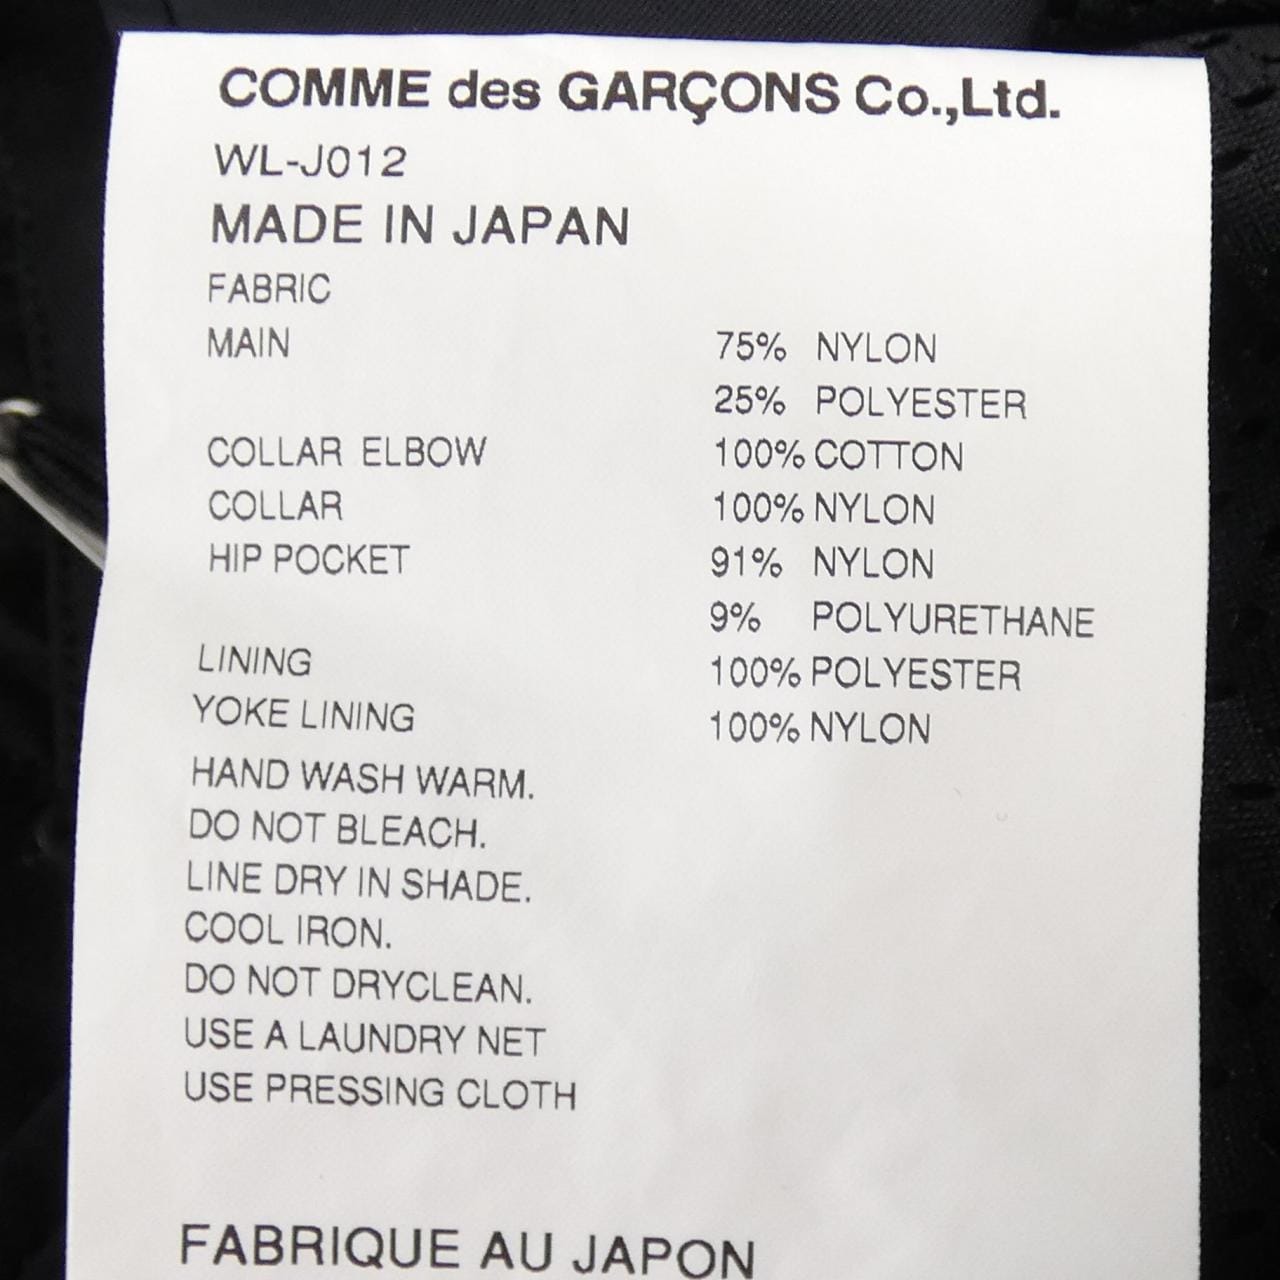 COMME des GARÇONS Co.,Ltd.
WL-J012
MADE IN JAPAN
FABRIC
MAIN 75% NYLON
25% POLYESTER
COLLAR ELBOW 100% COTTON
COLLAR 100% NYLON
HIP POCKET 91% NYLON
9% POLYURETHANE
LINING 100% POLYESTER
YOKE LINING 100% NYLON
HAND WASH WARM.
DO NOT BLEACH.
LINE DRY IN SHADE.
COOL IRON.
DO NOT DRYCLEAN.
USE A LAUNDRY NET
USE PRESSING CLOTH
FABRIQUE AU JAPON